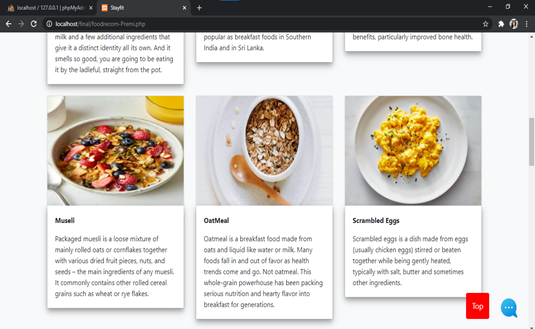 localhost / 127.0.0.1 | phpMyAd
Stayfit
localhost/final/foodrecom-Premi.php
milk and a few additional ingredients that
give it a distinct identity all its own. And it
smells so good, you are going to be eating
it by the ladleful, straight from the pot.
popular as breakfast foods in Southern
India and in Sri Lanka.
benefits, particularly improved bone health.
Museli
Packaged muesli is a loose mixture of
mainly rolled oats or cornflakes together
with various dried fruit pieces, nuts, and
seeds – the main ingredients of any muesli.
It commonly contains other rolled cereal
grains such as wheat or rye flakes.
OatMeal
Oatmeal is a breakfast food made from
oats and liquid like water or milk. Many
foods fall in and out of favor as health
trends come and go. Not oatmeal. This
whole-grain powerhouse has been packing
serious nutrition and hearty flavor into
breakfast for generations.
Scrambled Eggs
Scrambled eggs is a dish made from eggs
(usually chicken eggs) stirred or beaten
together while being gently heated,
typically with salt, butter and sometimes
other ingredients.
Top